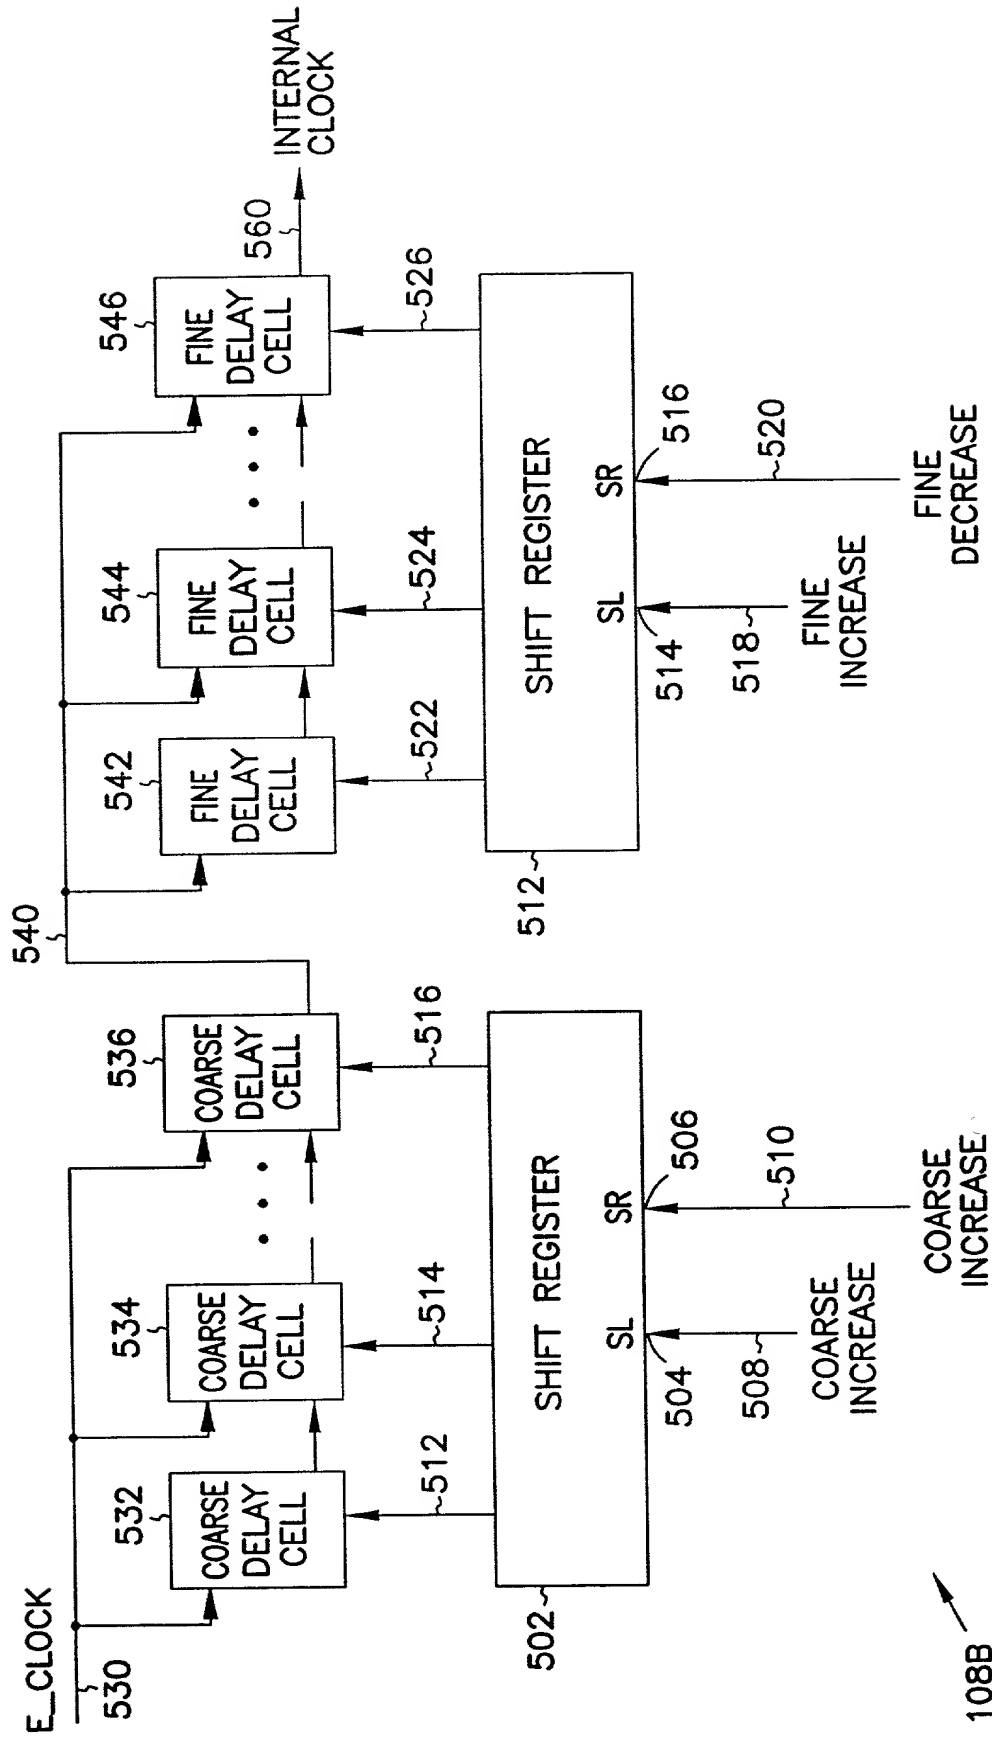 E_CLOCK
530
532
COARSE
DELAY
CELL
534
COARSE
DELAY
CELL
536
COARSE
DELAY
CELL
540
542
FINE
DELAY
CELL
544
FINE
DELAY
CELL
546
FINE
DELAY
CELL
560
INTERNAL
CLOCK
512
514
516
522
524
526
502
SHIFT REGISTER
SL
SR
504
506
508
510
COARSE
INCREASE
COARSE
INCREASE
512
SHIFT REGISTER
SL
SR
514
516
518
520
FINE
INCREASE
FINE
DECREASE
108B